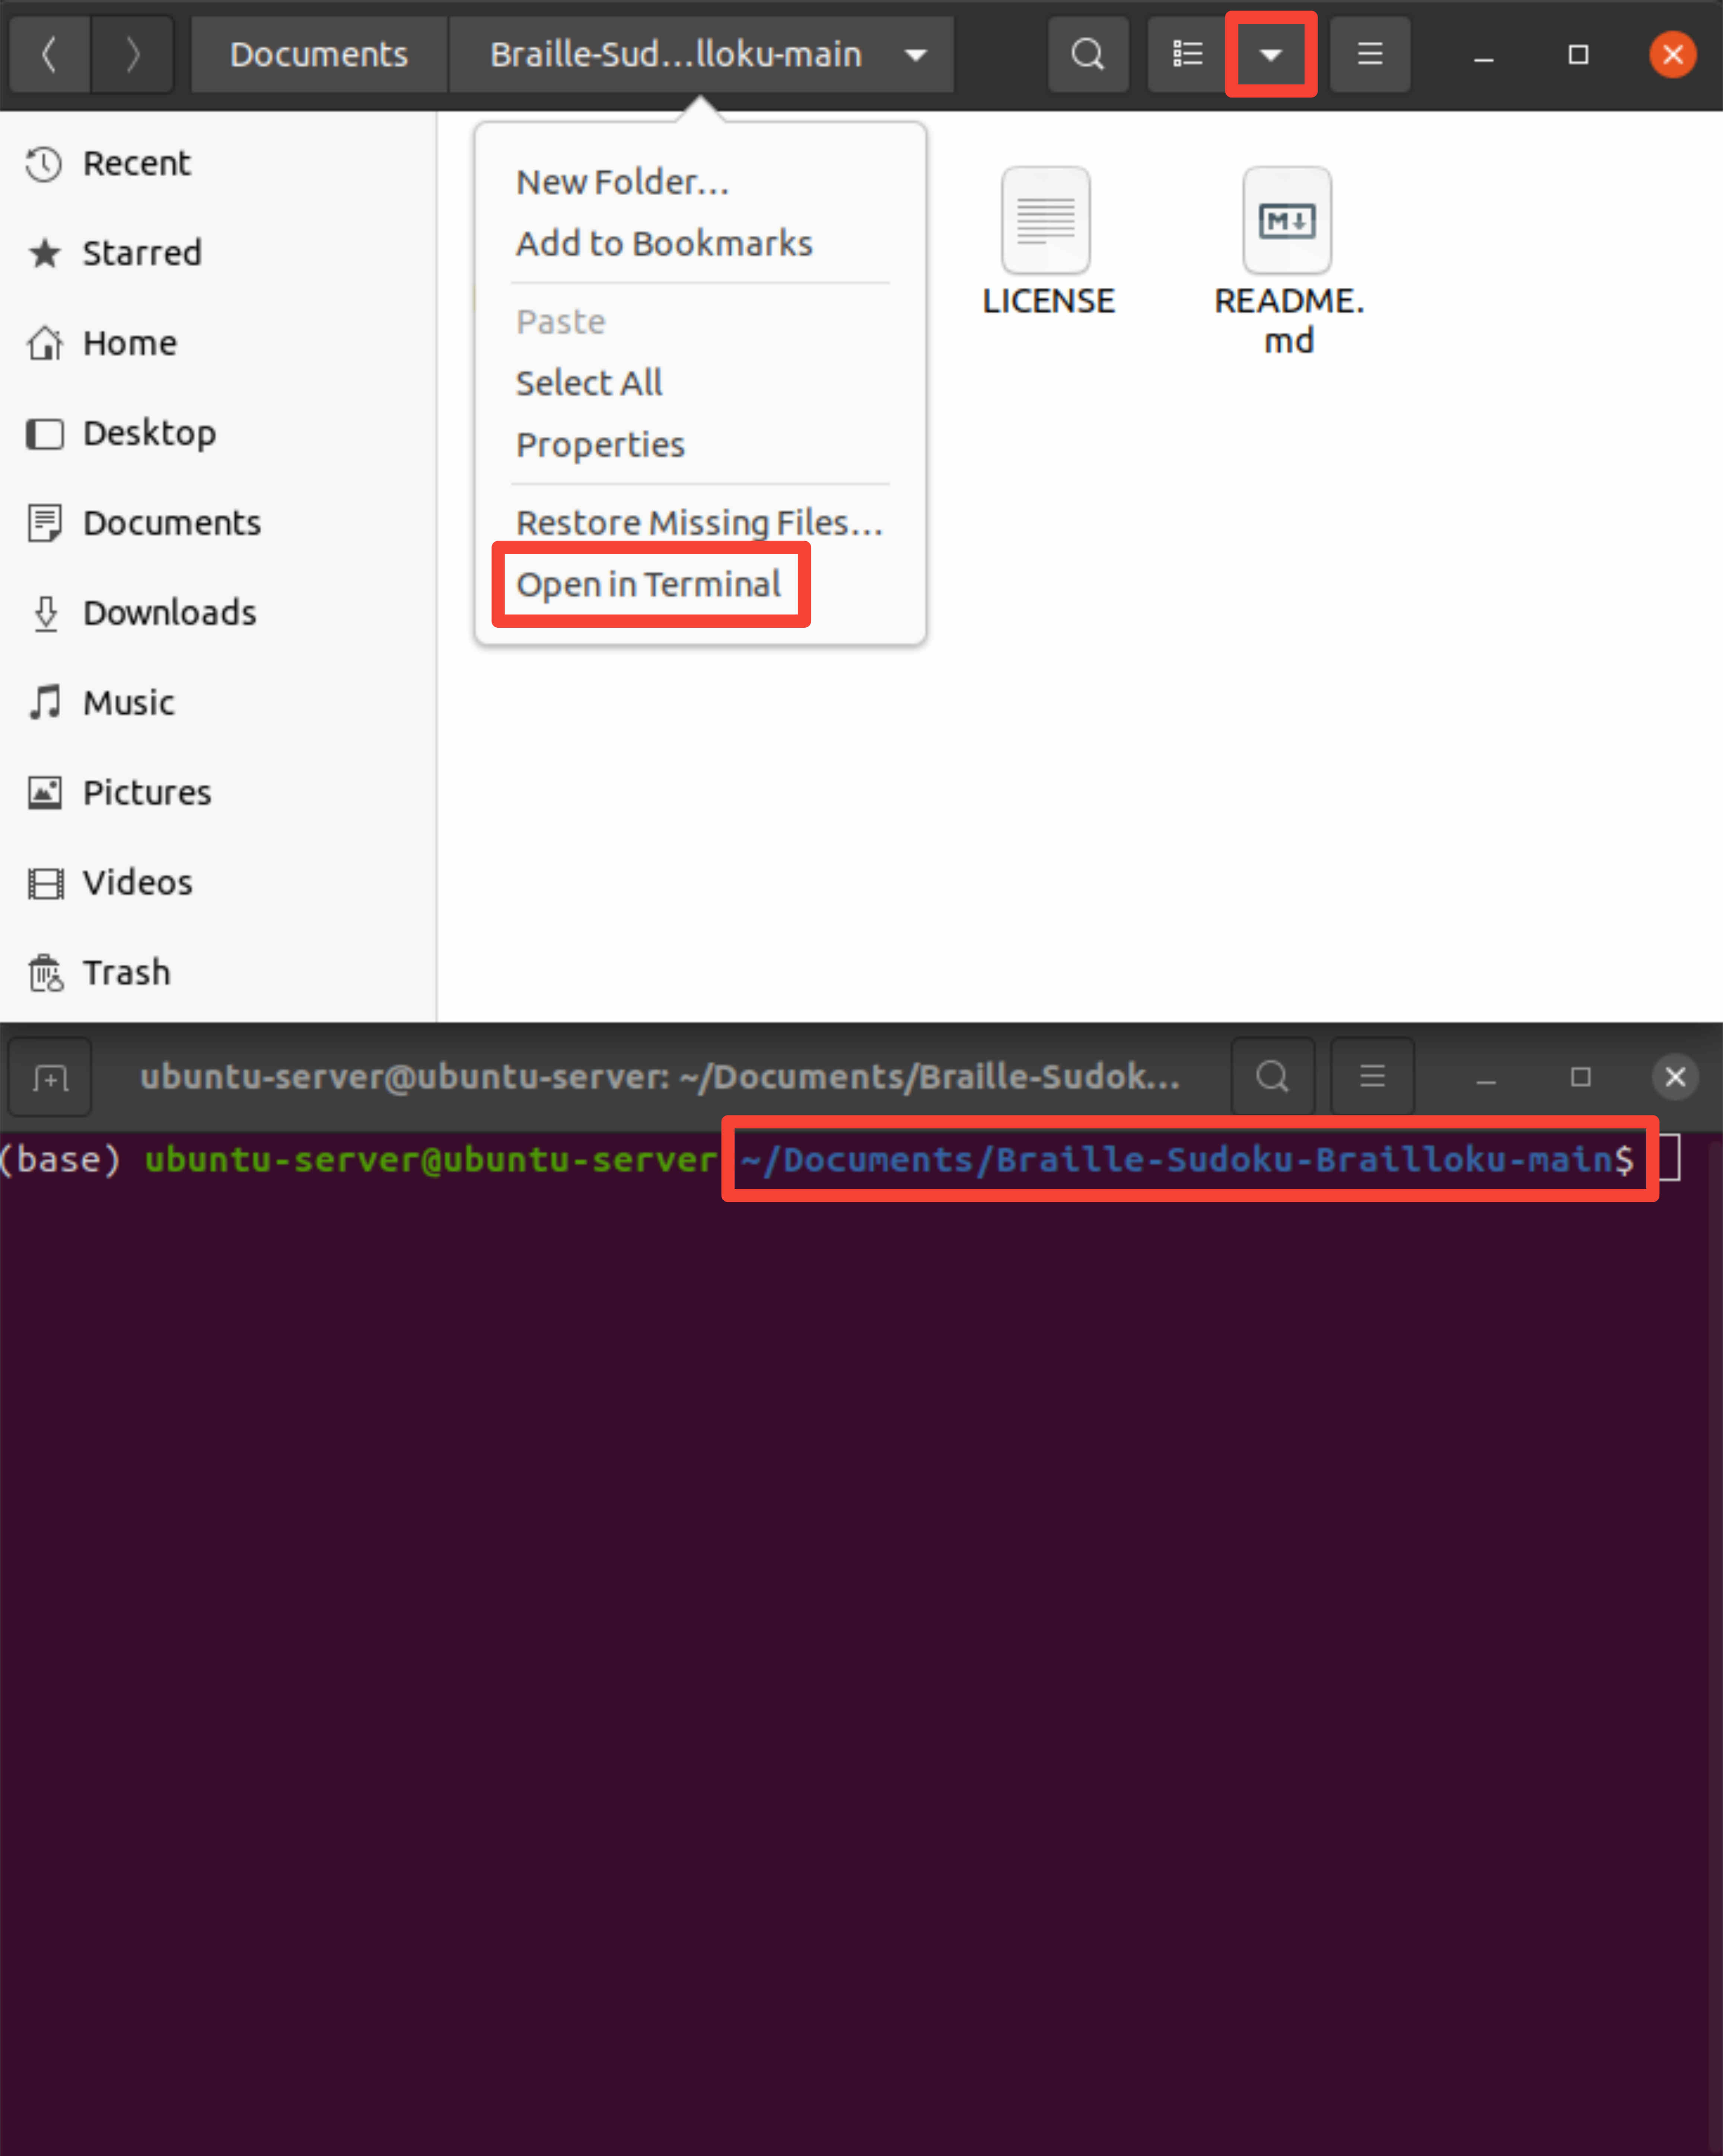 Documents
Braille-Sud...lloku-main
Recent
Starred
Home
Desktop
Documents
Downloads
Music
Pictures
Videos
Trash
New Folder...
Add to Bookmarks
Paste
Select All
Properties
Restore Missing Files...
Open in Terminal
LICENSE
M
README.
md
ubuntu-server@ubuntu-server: ~/Documents/Braille-Sudok...
(base) ubuntu-server@ubuntu-server ~/Documents/Braille-Sudoku-Brailloku-main$